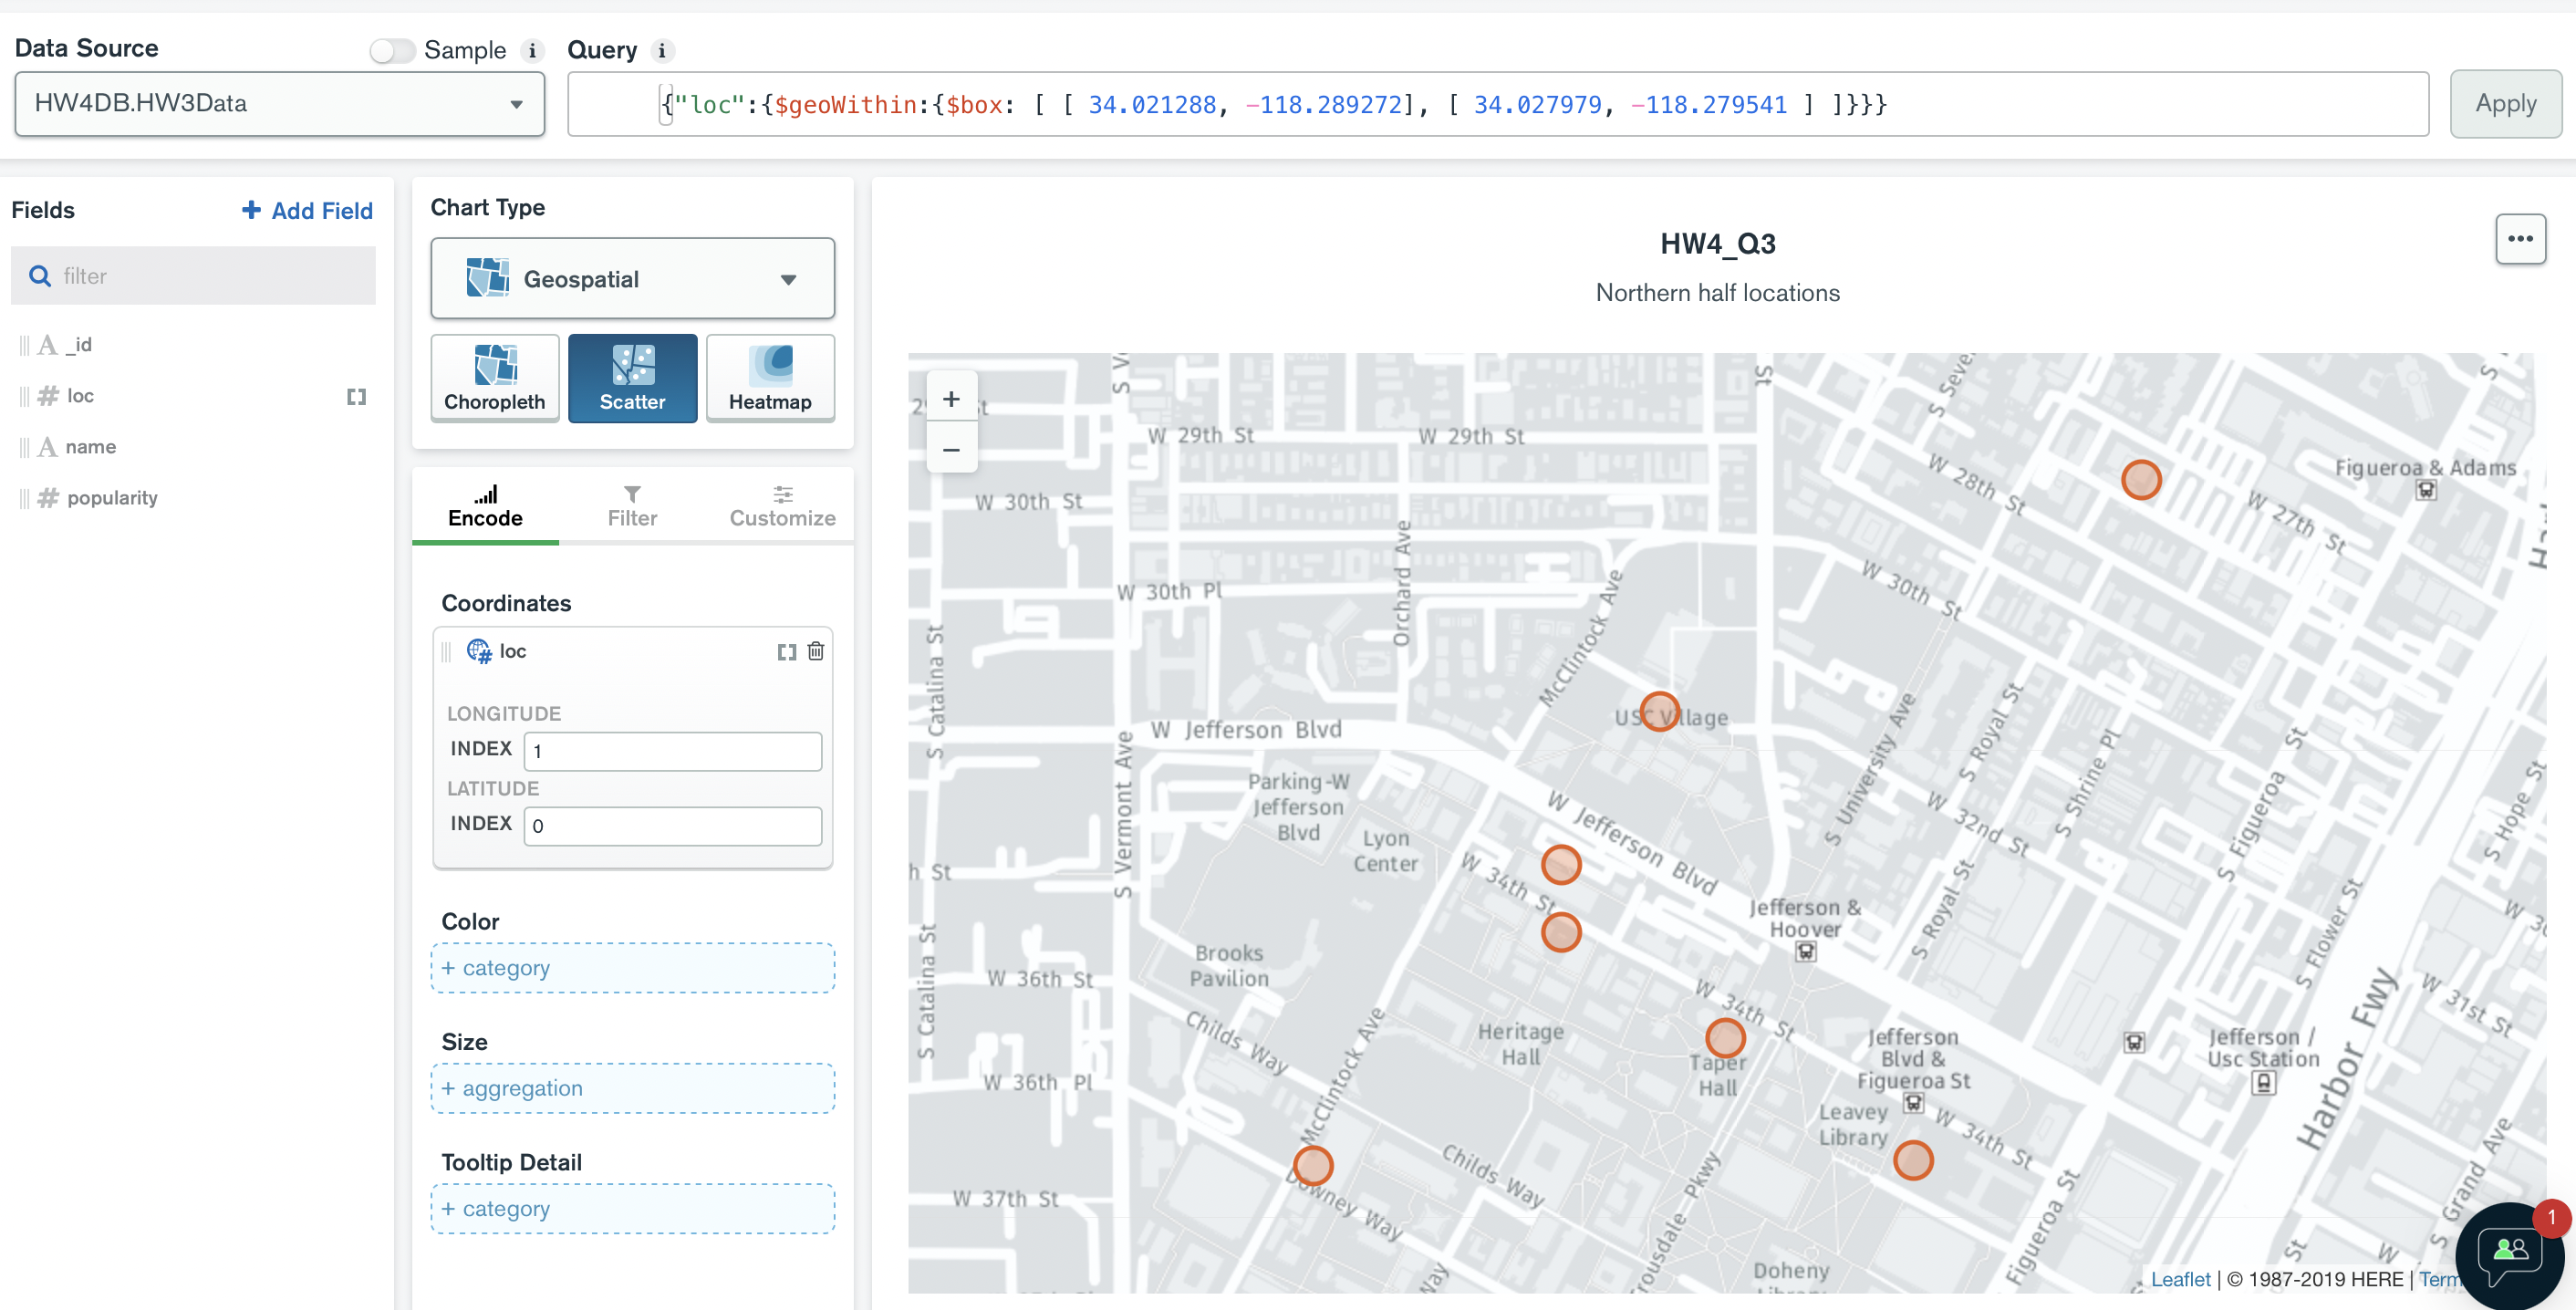 Data Source
Sample i
Query i
HW4DB.HW3Data
{"loc":{$geoWithin:{$box: [ [ 34.021288, -118.289272], [ 34.027979, -118.279541 ] ]}}}
Apply
Fields
+ Add Field
filter
A _id
# loc
A name
# popularity
Chart Type
Geospatial
Choropleth
Scatter
Heatmap
Encode
Filter
Customize
Coordinates
# loc
LONGITUDE
INDEX 1
LATITUDE
INDEX 0
Color
+ category
Size
+ aggregation
Tooltip Detail
+ category
HW4_Q3
Northern half locations
+
−
W 29th St
W 29th St
W 30th St
W 30th Pl
Orchard Ave
McClintock Ave
S Catalina St
W Jefferson Blvd
S Vermont Ave
USC Village
W 28th St
Figueroa & Adams
W 27th St
W 30th St
S University Ave
S Royal St
S Shrine Pl
S Figueroa St
S Hope St
W 32nd St
Parking-W
Jefferson
Blvd
Lyon
Center
W Jefferson Blvd
W 34th St
Jefferson &
Hoover
S Royal St
S Flower St
S Catalina St
Brooks
Pavilion
W 36th St
Childs Way
W 36th Pl
McClintock Ave
Heritage
Hall
W 34th St
Taper
Hall
Jefferson
Blvd &
Figueroa St
Jefferson /
Usc Station
Harbor Fwy
W 31st St
Leavey
Library
W 34th St
W 37th St
Downey Way
Childs Way
Figueroa St
S Grand Ave
Doheny
1
Leaflet | © 1987-2019 HERE | Term